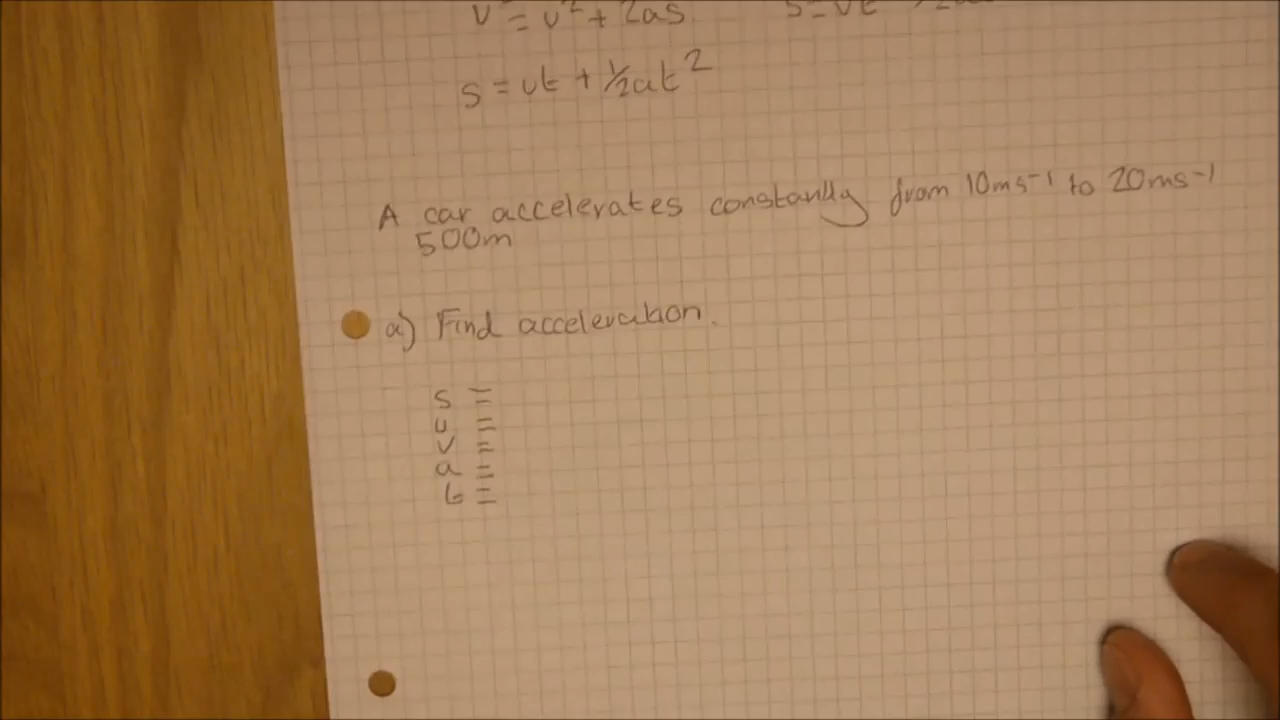 v² = u² + 2as
s = ut + ½at²
A car accelerates constantly from 10ms⁻¹ to 20ms⁻¹
500m
a) Find acceleration.
s =
u =
v =
a =
t =